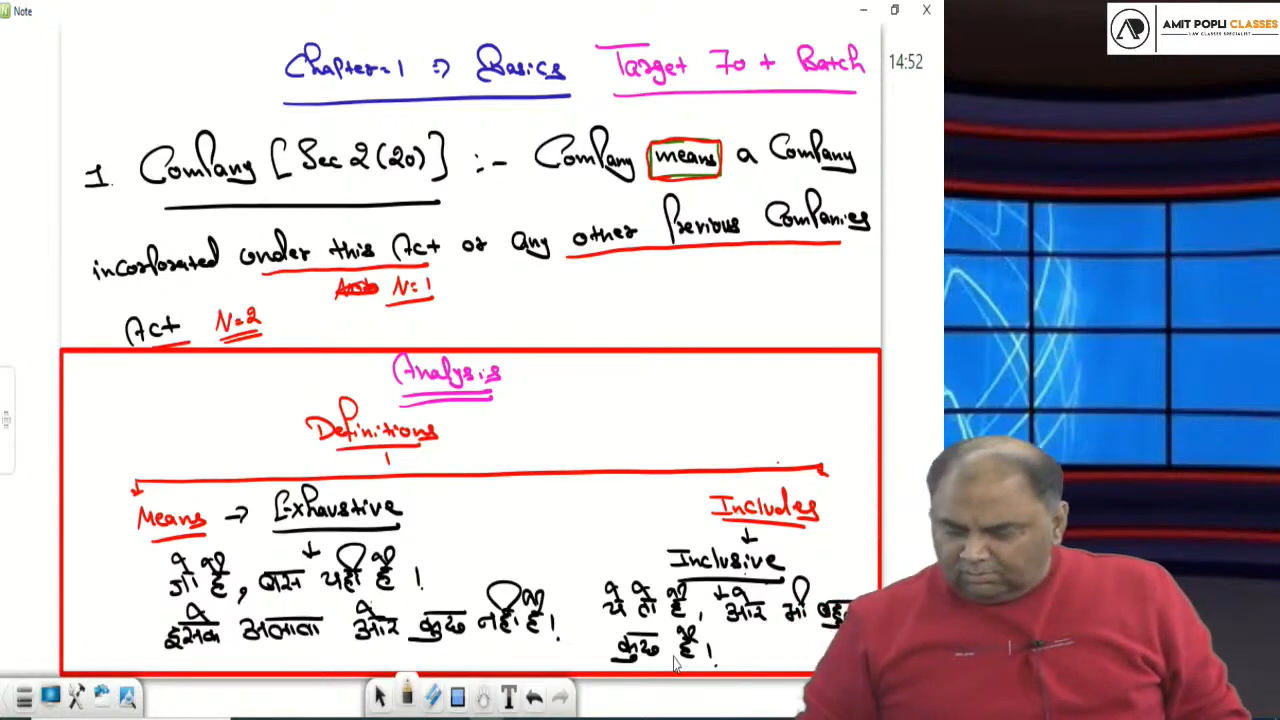 Note
AMIT POPLI CLASSES
LAW CLASSES SPECIALIST
14:52
Chapter-1 => Basics Target 70 + Batch
1. Company [Sec 2(20)] :- Company means a Company
incorporated under this Act or any other Previous Companies
N=1
Act N=2
Analysis
Definitions
Means → Exhaustive
Includes
Inclusive
जो है, बस यही है !
इसके अलावा और कुछ नहीं है !
ये तो है, और भी
कुछ है !